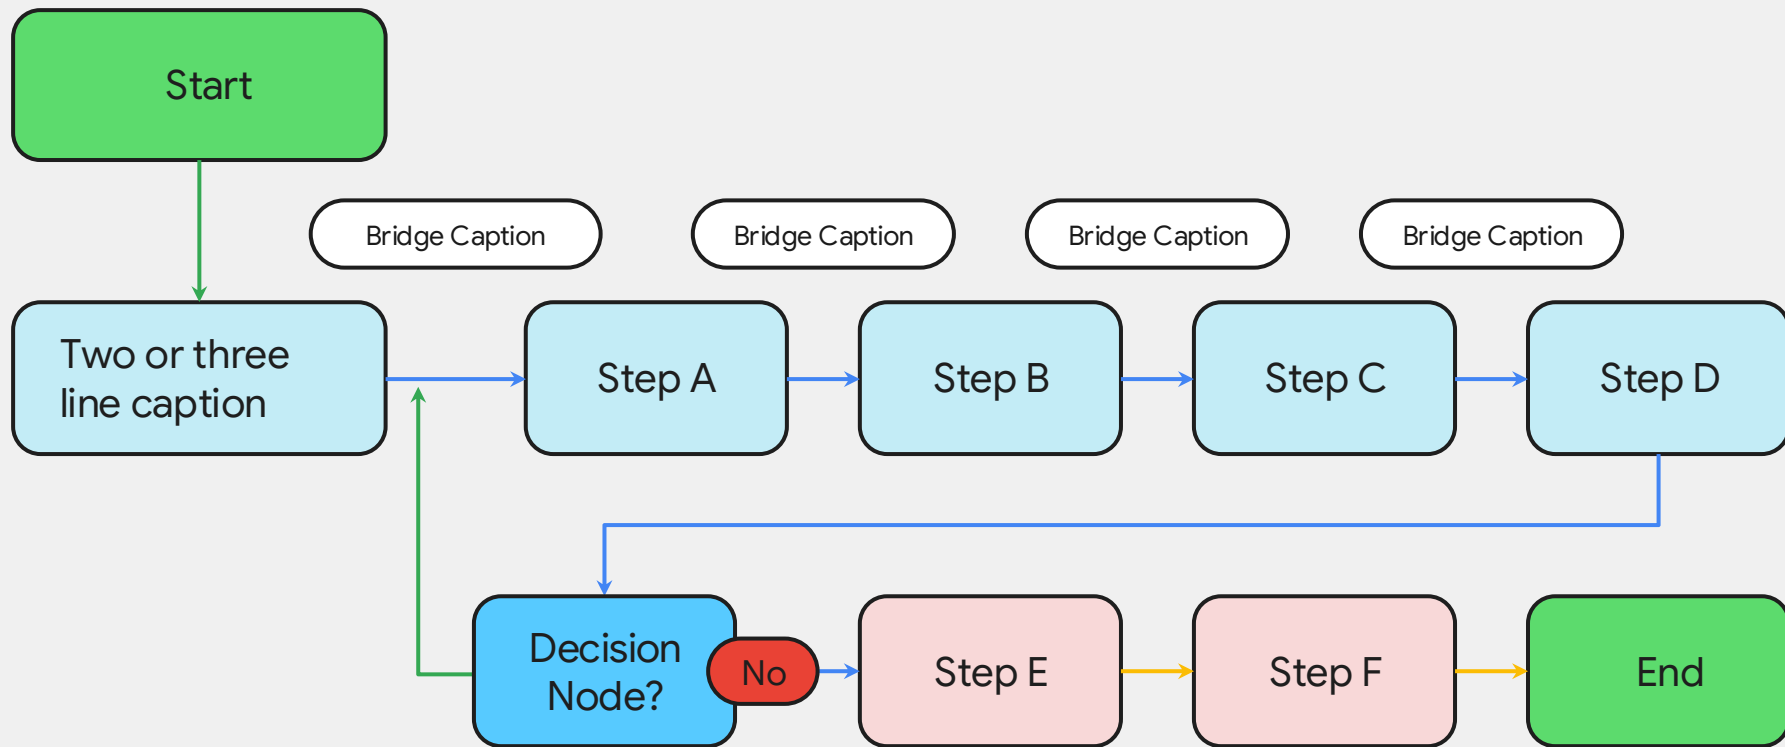 Start
Bridge Caption
Bridge Caption
Bridge Caption
Bridge Caption
Two or three
line caption
Step A
Step B
Step C
Step D
Decision
Node?
No
Step E
Step F
End